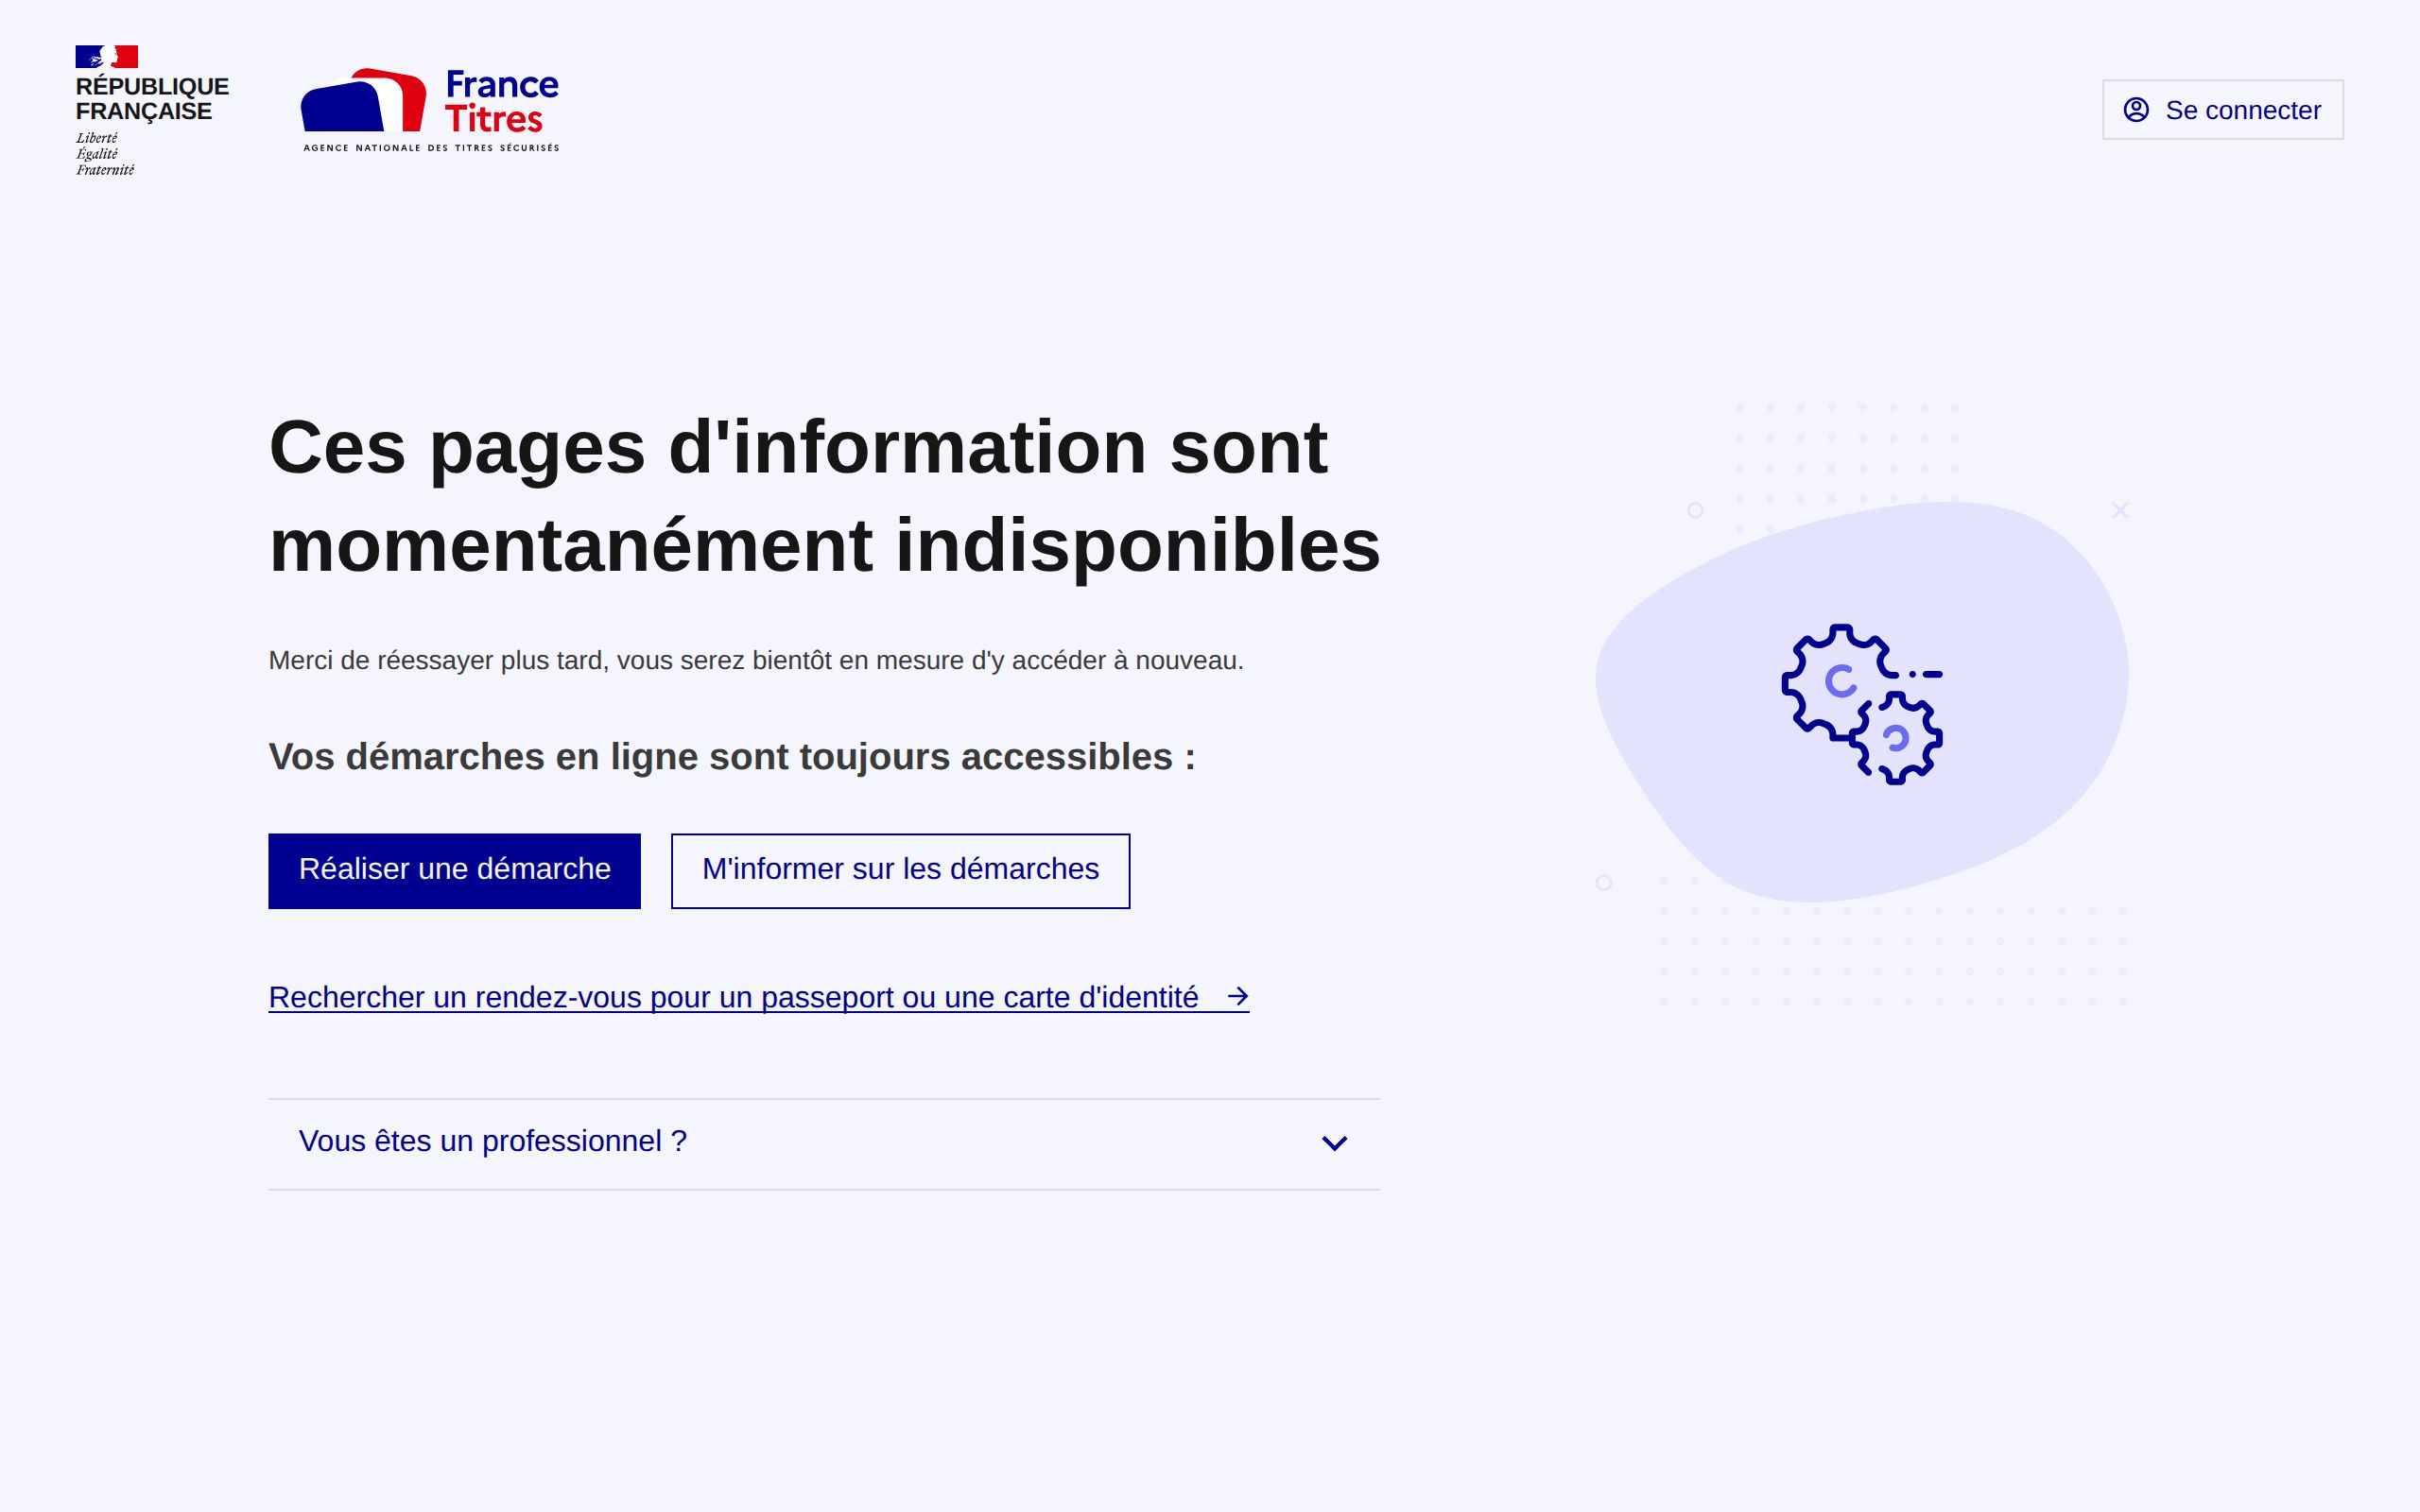 RÉPUBLIQUE
FRANÇAISE
Liberté
Égalité
Fraternité
France
Titres
AGENCE NATIONALE DES TITRES SÉCURISÉS
Se connecter
Ces pages d'information sont
momentanément indisponibles
Merci de réessayer plus tard, vous serez bientôt en mesure d'y accéder à nouveau.
Vos démarches en ligne sont toujours accessibles :
Réaliser une démarche
M'informer sur les démarches
Rechercher un rendez-vous pour un passeport ou une carte d'identité
Vous êtes un professionnel ?